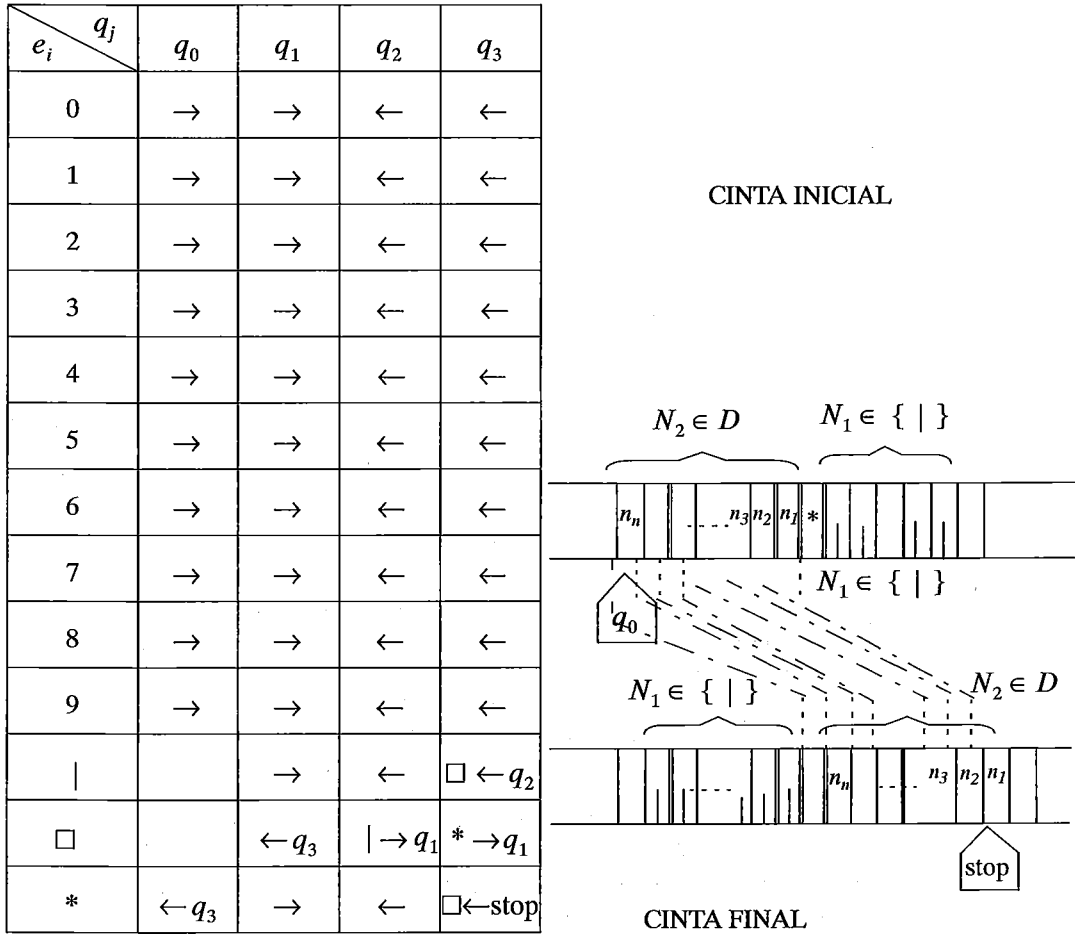 e_i q_j q_0 q_1 q_2 q_3
0 → → ← ←
1 → → ← ←
2 → → ← ←
3 → → ← ←
4 → → ← ←
5 → → ← ←
6 → → ← ←
7 → → ← ←
8 → → ← ←
9 → → ← ←
| → ← □ ← q_2
□ ← q_3 | → q_1 * → q_1
* ← q_3 → ← □ ← stop
CINTA INICIAL
N_2 ∈ D N_1 ∈ { | }
n_n ...... n_3 n_2 n_1 *
N_1 ∈ { | }
q_0
N_1 ∈ { | } N_2 ∈ D
...... n_n ...... n_3 n_2 n_1
stop
CINTA FINAL